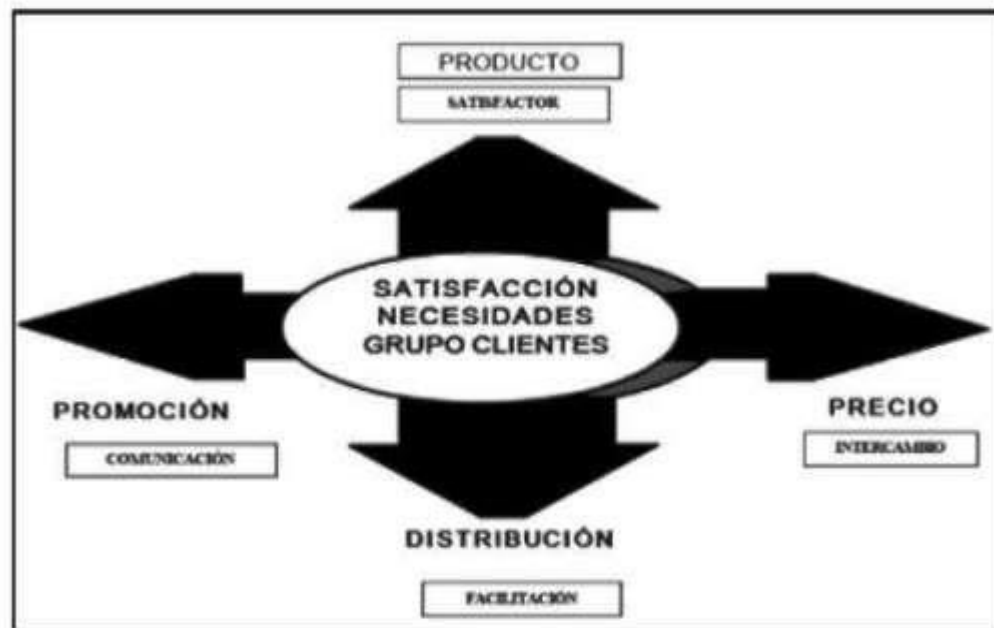 PRODUCTO
SATISFACTOR
SATISFACCIÓN
NECESIDADES
GRUPO CLIENTES
PROMOCIÓN
COMUNICACIÓN
PRECIO
INTERCAMBIO
DISTRIBUCIÓN
FACILITACIÓN